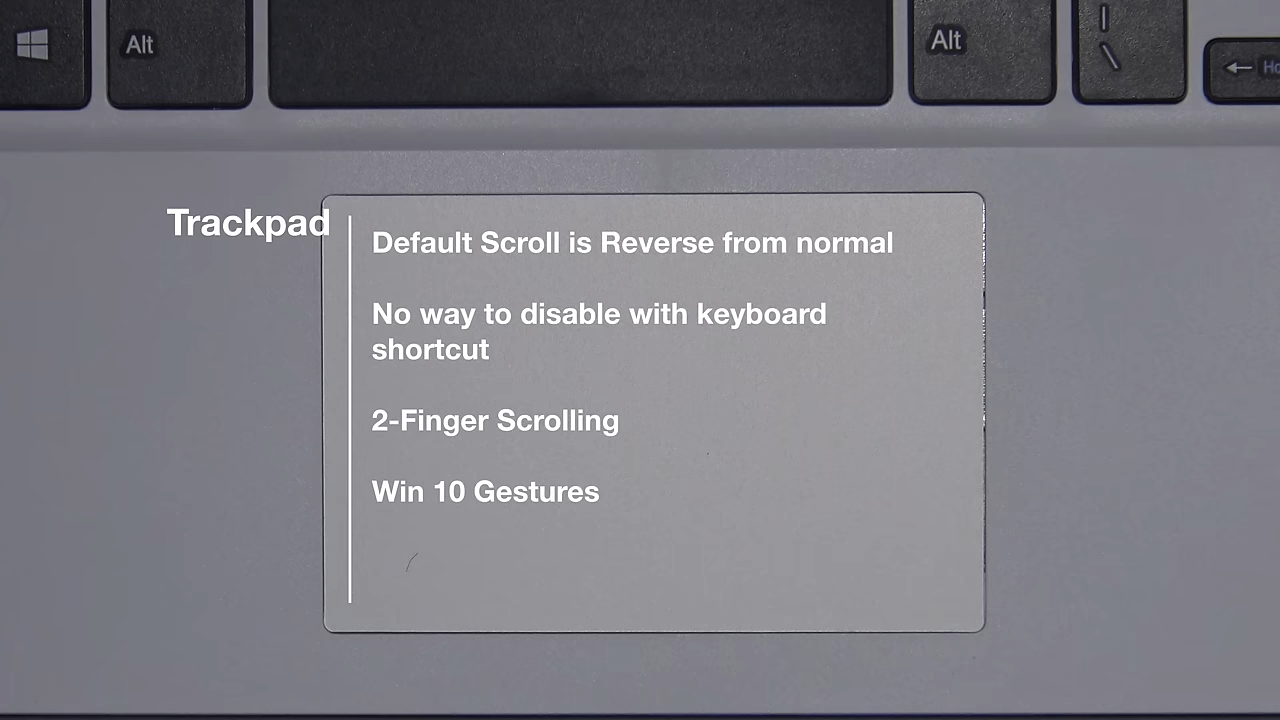 Alt
Alt
|
\
← Ho
Trackpad
Default Scroll is Reverse from normal
No way to disable with keyboard
shortcut
2-Finger Scrolling
Win 10 Gestures